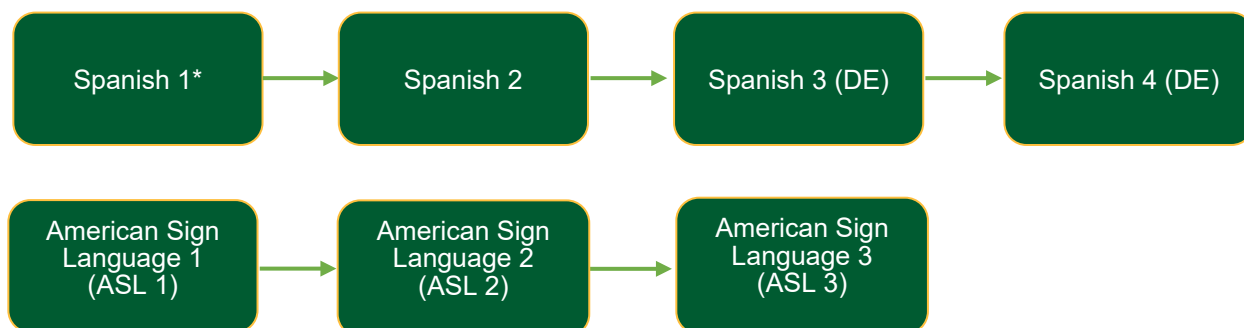 Spanish 1*
Spanish 2
Spanish 3 (DE)
Spanish 4 (DE)
American Sign
Language 1
(ASL 1)
American Sign
Language 2
(ASL 2)
American Sign
Language 3
(ASL 3)